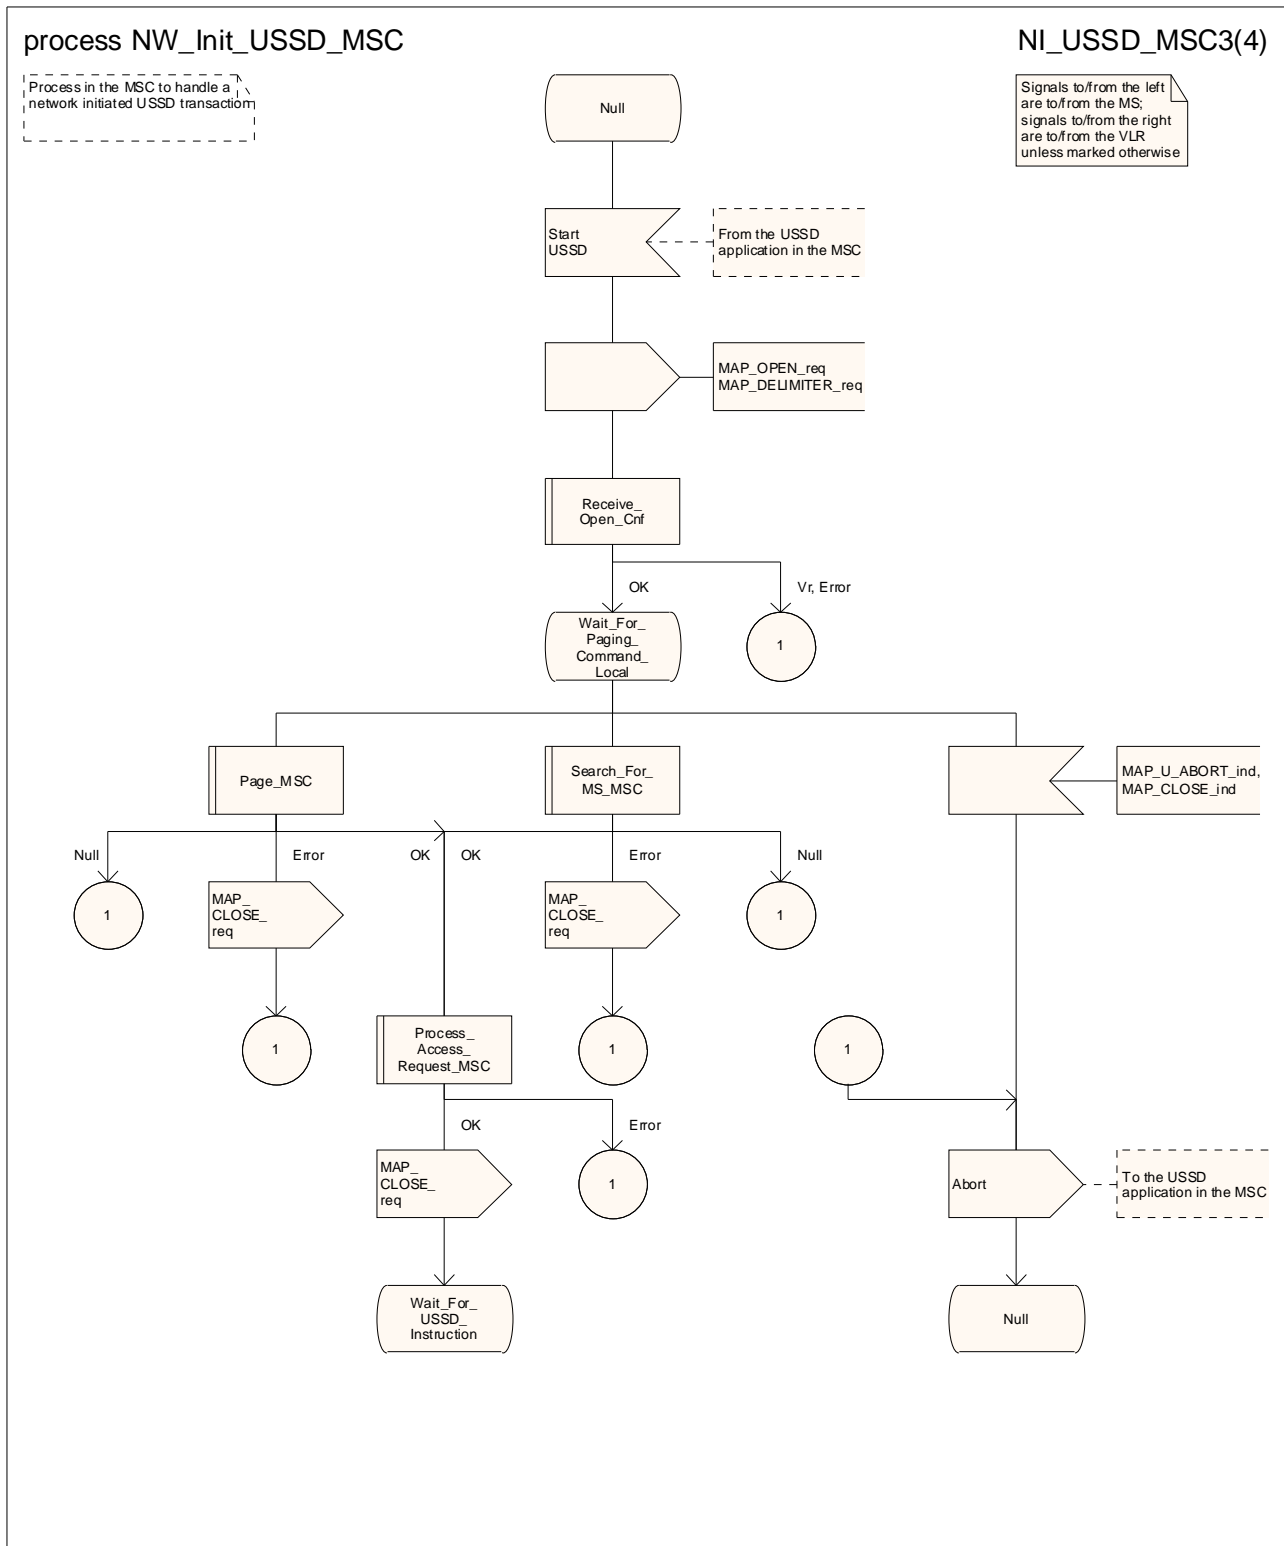 process NW_Init_USSD_MSC
NI_USSD_MSC3(4)
Process in the MSC to handle a
network initiated USSD transaction
Signals to/from the left
are to/from the MS;
signals to/from the right
are to/from the VLR
unless marked otherwise
Null
Start
USSD
From the USSD
application in the MSC
MAP_OPEN_req
MAP_DELIMITER_req
Receive_
Open_Cnf
OK
Vr, Error
Wait_For_
Paging_
Command_
Local
1
Page_MSC
Search_For_
MS_MSC
MAP_U_ABORT_ind,
MAP_CLOSE_ind
Null
Error
OK
OK
Error
Null
1
MAP_
CLOSE_
req
MAP_
CLOSE_
req
1
1
Process_
Access_
Request_MSC
1
1
OK
Error
MAP_
CLOSE_
req
1
Abort
To the USSD
application in the MSC
Wait_For_
USSD_
Instruction
Null